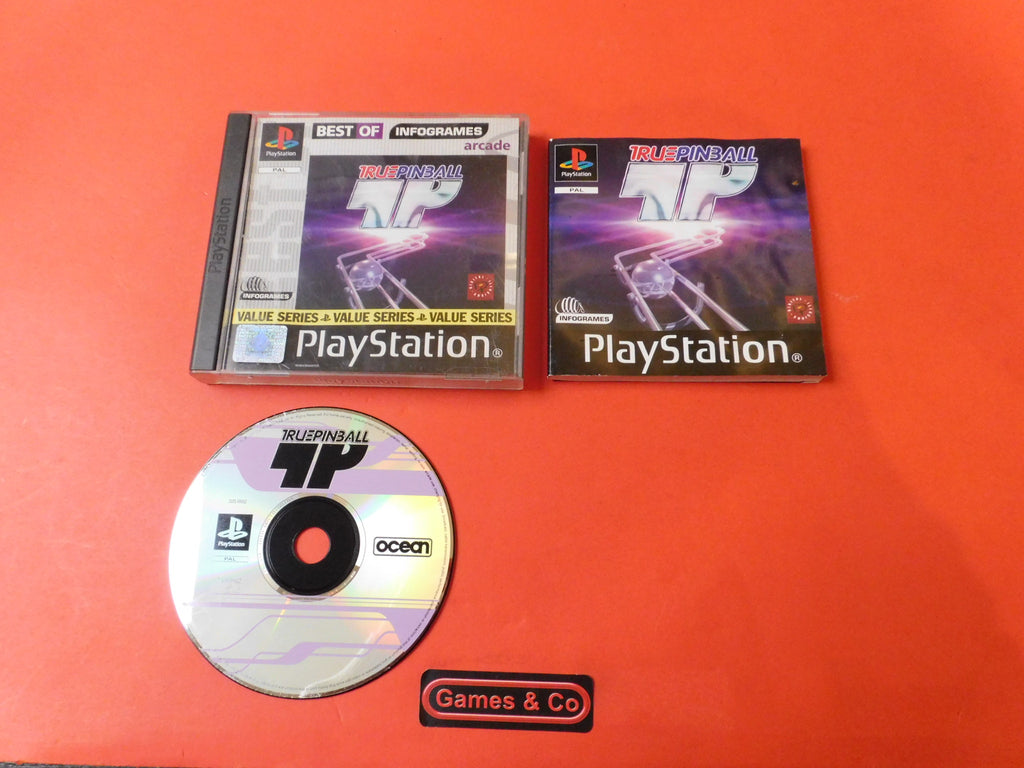 PlayStation
PlayStation
PAL
BEST OF INFOGRAMES
arcade
BEST
TRUEPINBALL
TP
INFOGRAMES
VALUE SERIES VALUE SERIES VALUE SERIES
PlayStation®
PlayStation
PAL
TRUEPINBALL
TP
INFOGRAMES
PlayStation®
TRUEPINBALL
TP
PlayStation
PAL
ocean
Games & Co